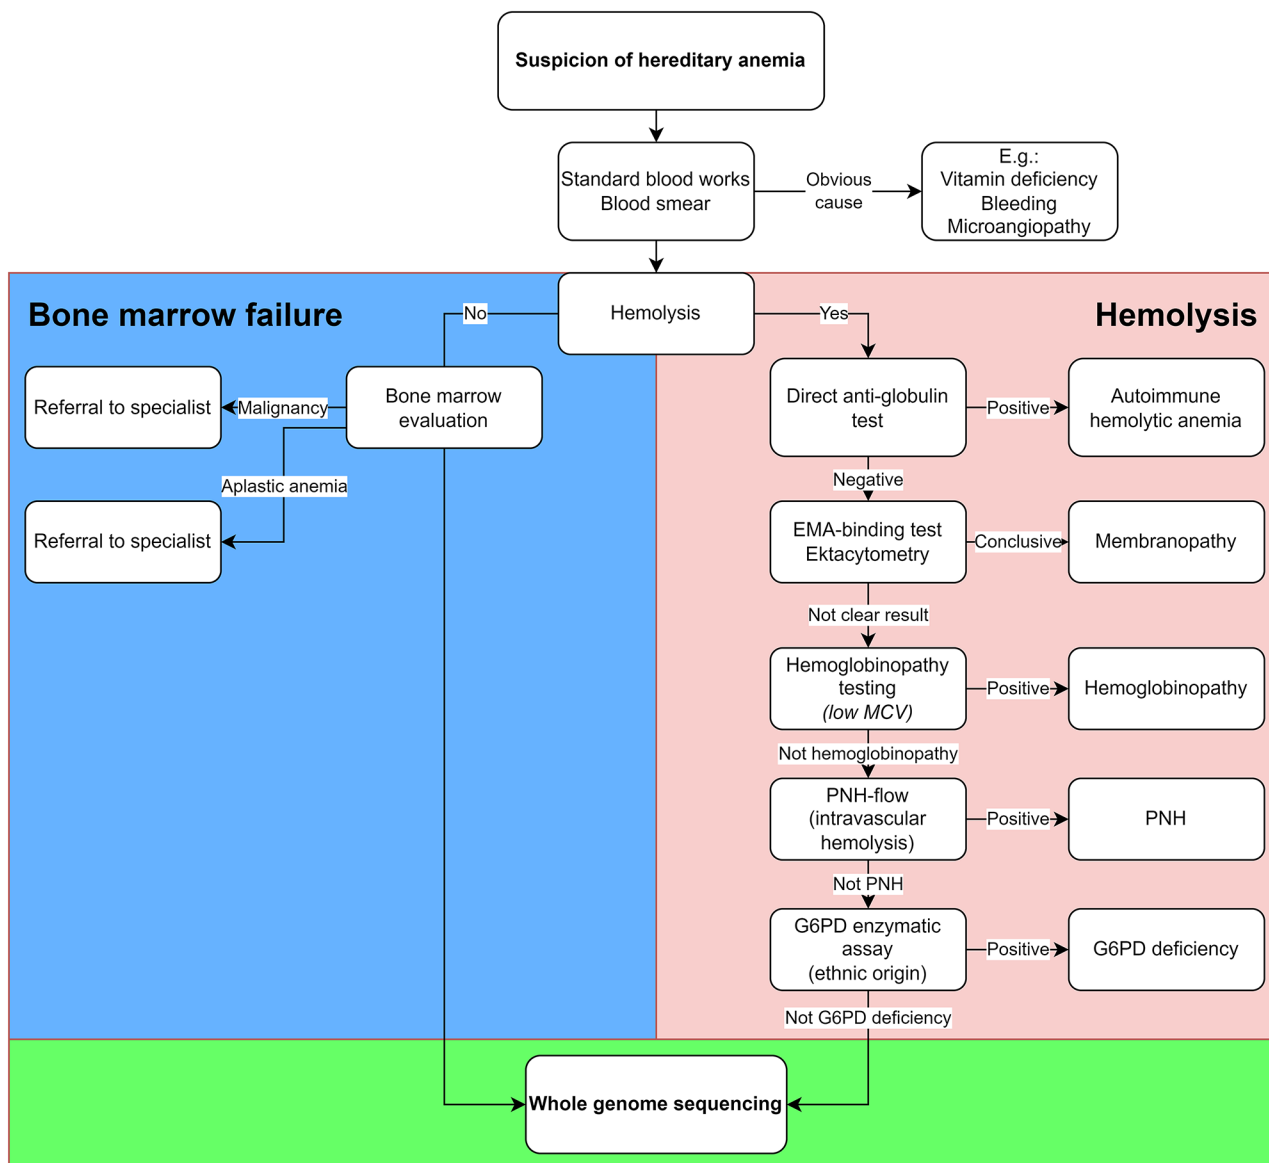 Suspicion of hereditary anemia
Standard blood works
Blood smear
Obvious
cause
E.g.:
Vitamin deficiency
Bleeding
Microangiopathy
Bone marrow failure
No
Hemolysis
Yes
Hemolysis
Referral to specialist
Malignancy
Bone marrow
evaluation
Aplastic anemia
Referral to specialist
Direct anti-globulin
test
Positive
Autoimmune
hemolytic anemia
Negative
EMA-binding test
Ektacytometry
Conclusive
Membranopathy
Not clear result
Hemoglobinopathy
testing
(low MCV)
Positive
Hemoglobinopathy
Not hemoglobinopathy
PNH-flow
(intravascular
hemolysis)
Positive
PNH
Not PNH
G6PD enzymatic
assay
(ethnic origin)
Positive
G6PD deficiency
Not G6PD deficiency
Whole genome sequencing